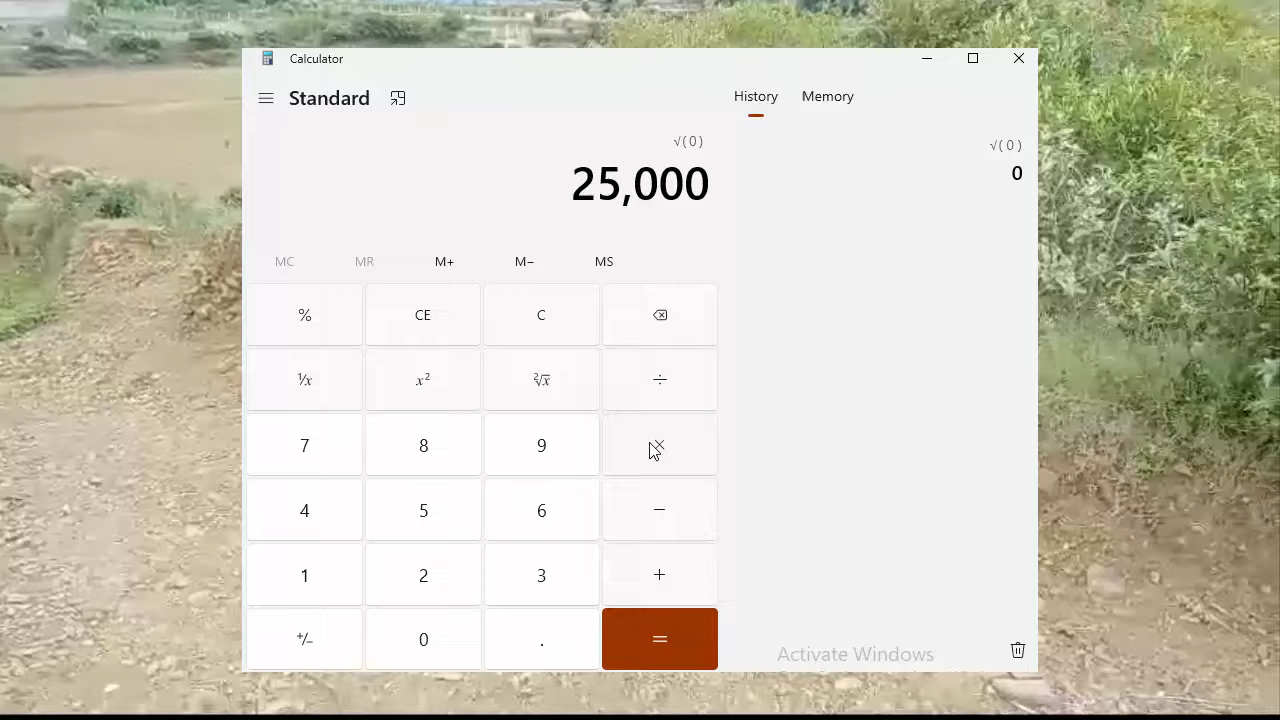 Calculator
Standard
History Memory
√( 0 )
25,000
√( 0 )
0
MC MR M+ M− MS
% CE C
¹/x x² ²√x ÷
7 8 9 ×
4 5 6 −
1 2 3 +
+/− 0 . =
Activate Windows